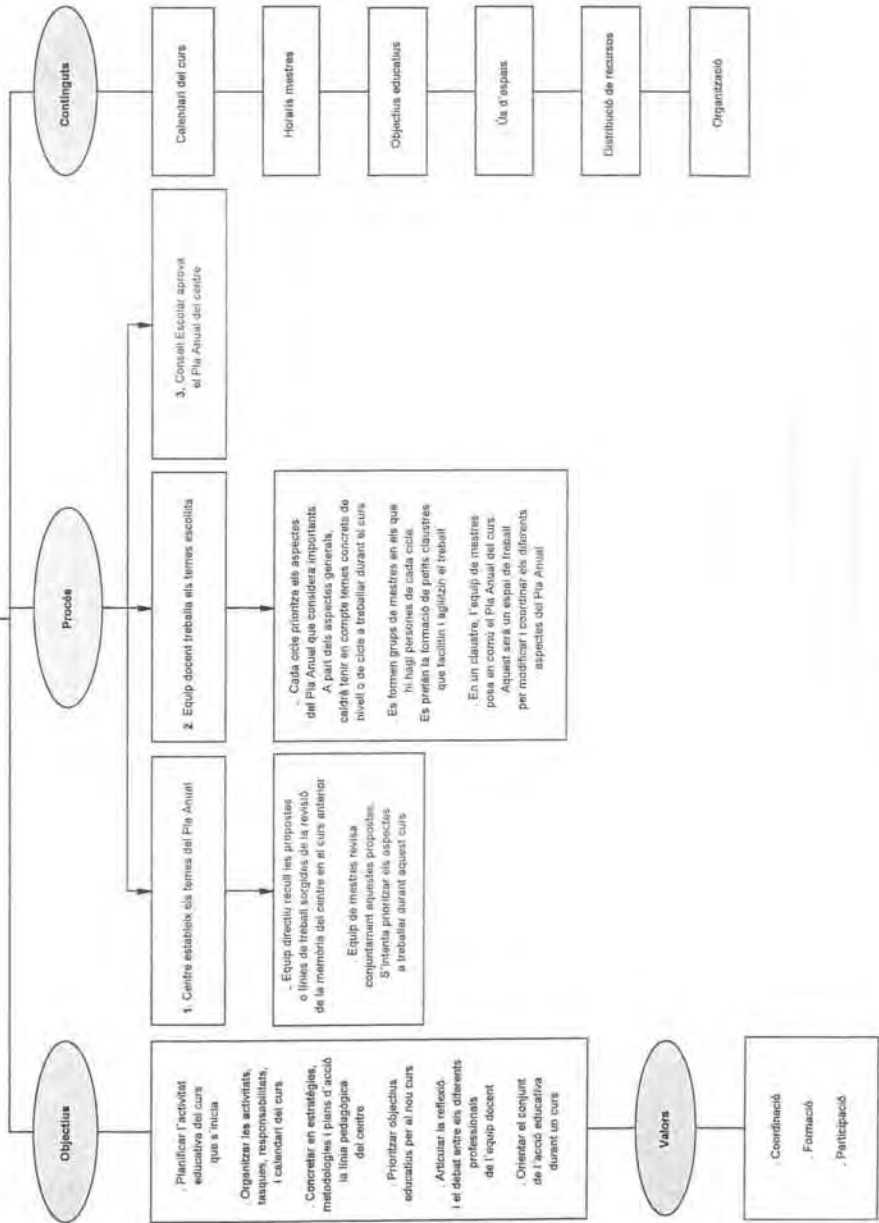 Objectius
. Planificar l'activitat
educativa del curs
que s'inicia
. Organitzar les activitats,
tasques, responsabilitats,
i calendari del curs
. Concretar en estratégies,
metodologies i plans d'acció
la línia pedagògica
del centre
. Prioritzar objectius
educatius per al nou curs
. Articular la reflexió
i el debat entre els diferents
professionals
de l'equip docent
. Orientar el conjunt
de l'acció educativa
durant un curs
Valors
. Coordinació
. Formació
. Participació
Procés
1. Centre estableix els temes del Pla Anual
. Equip directiu recull les propostes
o línies de treball sorgides de la revisió
de la memòria del centre en el curs anterior
. Equip de mestres revisa
conjuntament aquestes propostes.
S'intenta prioritzar els aspectes
a treballar durant aquest curs
2. Equip docent treballa els temes escollits
. Cada cicle prioritza els aspectes
del Pla Anual que considera importants
A part dels aspectes generals,
caldrà tenir en compte temes concrets de
nivell o de cicle a treballar durant el curs
. Es formen grups de mestres en els que
hi hagi persones de cada cicle.
Es pretén la formació de petits claustres
que facilitin i agilitzin el treball
. En un claustre, l'equip de mestres
posa en comú el Pla Anual del curs.
Aquest serà un espai de treball
per modificar i coordinar els diferents
aspectes del Pla Anual
3. Consell Escolar aprova
el Pla Anual del centre
Continguts
Calendari del curs
Horaris mestres
Objectius educatius
Ús d'espais
Distribució de recursos
Organització